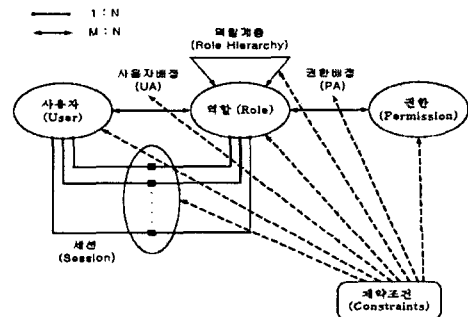 1 : N
M : N
역할계층
(Role Hierarchy)
사용자배정
(UA)
권한배정
(PA)
사용자
(User)
역할 (Role)
권한
(Permission)
세션
(Session)
제약조건
(Constraints)